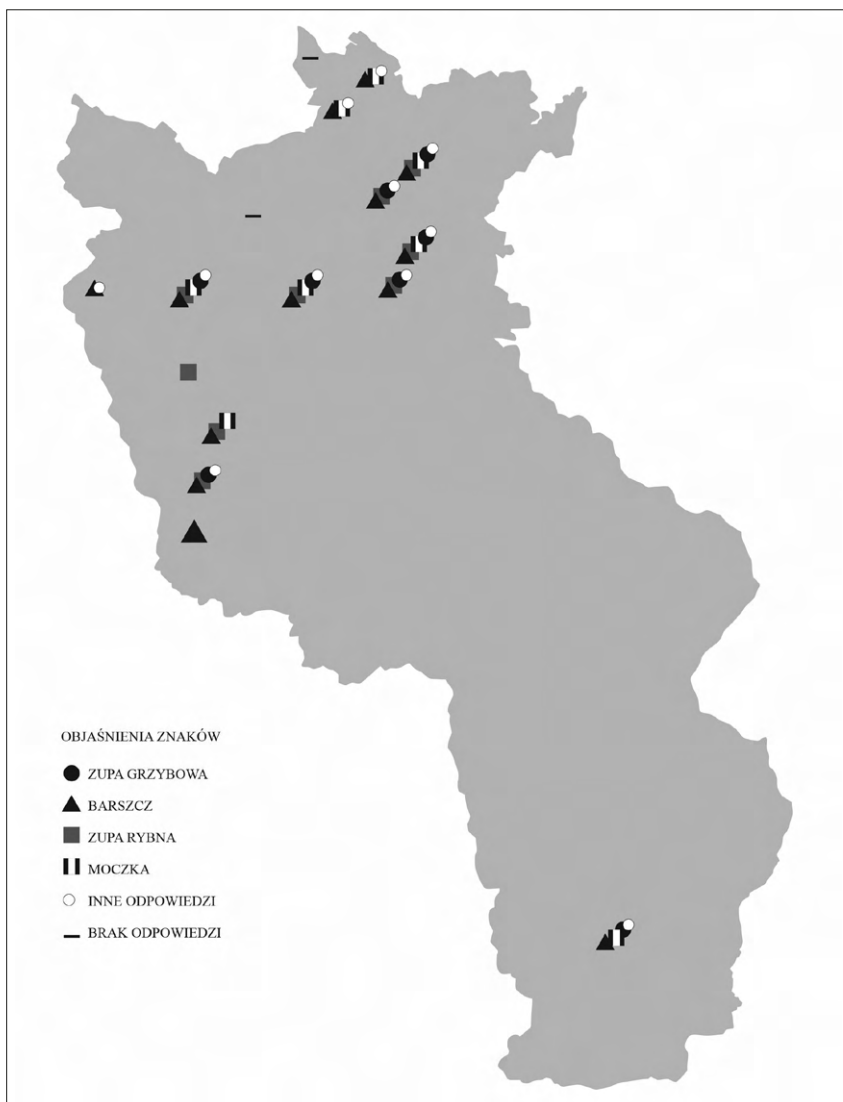 OBJAŚNIENIA ZNAKÓW
ZUPA GRZYBOWA
BARSZCZ
ZUPA RYBNA
MOCZKA
INNE ODPOWIEDZI
BRAK ODPOWIEDZI